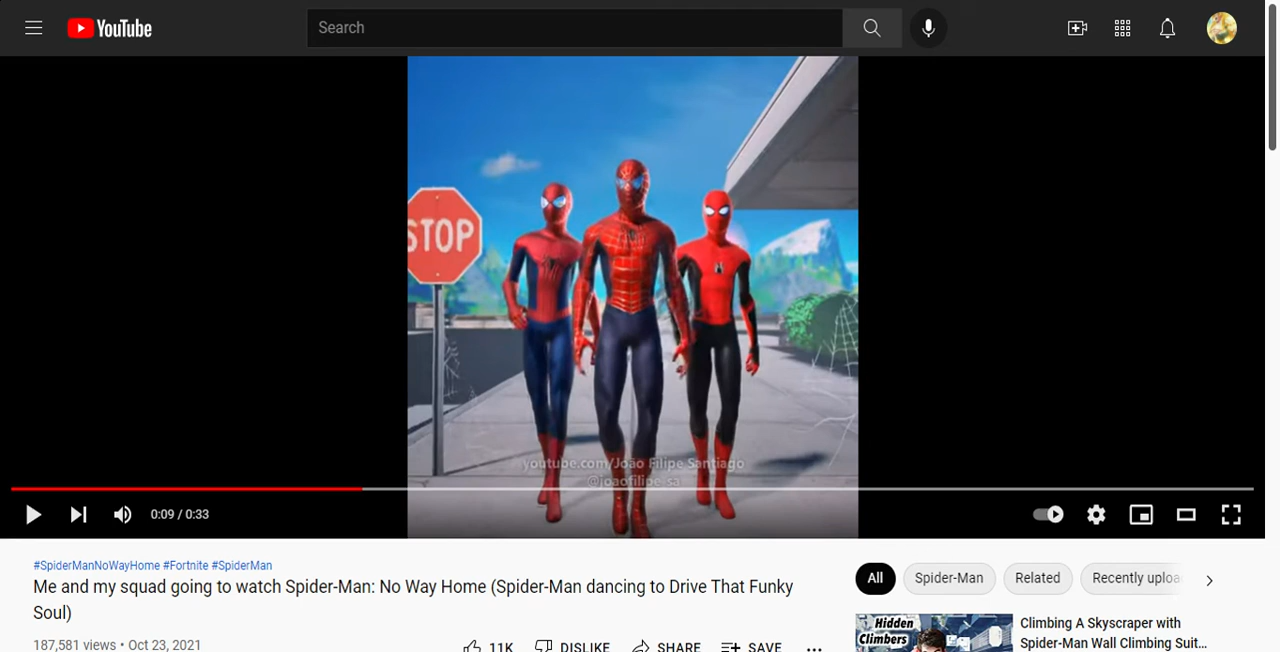 YouTube
Search
STOP
youtube.com/João Filipe Santiago
@joaofilipe_sa
0:09 / 0:33
#SpiderManNoWayHome #Fortnite #SpiderMan
Me and my squad going to watch Spider-Man: No Way Home (Spider-Man dancing to Drive That Funky
Soul)
187,581 views • Oct 23, 2021
11K DISLIKE SHARE SAVE
All Spider-Man Related Recently uploa
Hidden
Climbers
Climbing A Skyscraper with
Spider-Man Wall Climbing Suit...